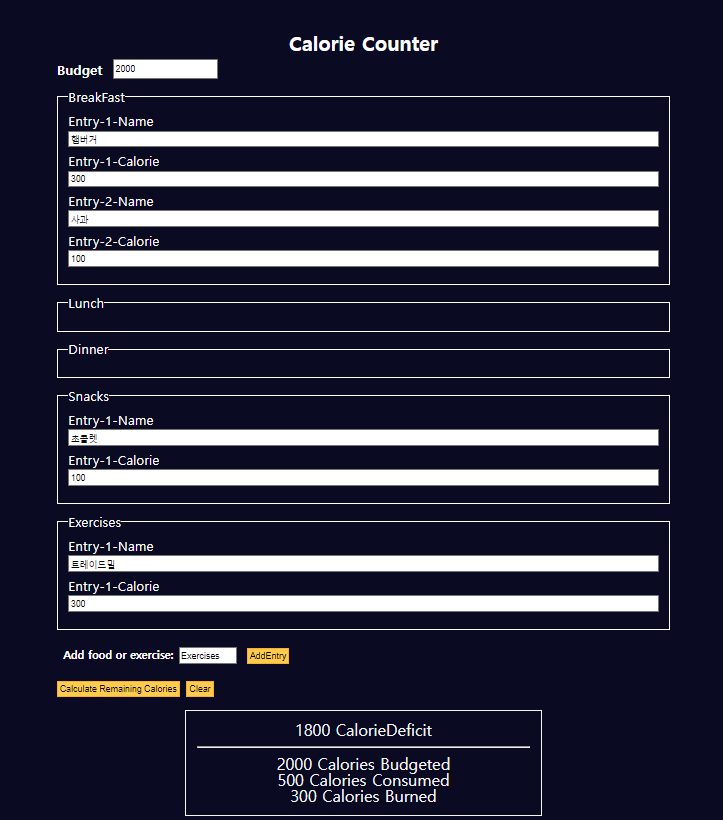 Calorie Counter
Budget 2000
BreakFast
Entry-1-Name
햄버거
Entry-1-Calorie
300
Entry-2-Name
사과
Entry-2-Calorie
100
Lunch
Dinner
Snacks
Entry-1-Name
초콜렛
Entry-1-Calorie
100
Exercises
Entry-1-Name
트레이드밀
Entry-1-Calorie
300
Add food or exercise: Exercises AddEntry
Calculate Remaining Calories Clear
1800 CalorieDeficit
2000 Calories Budgeted
500 Calories Consumed
300 Calories Burned